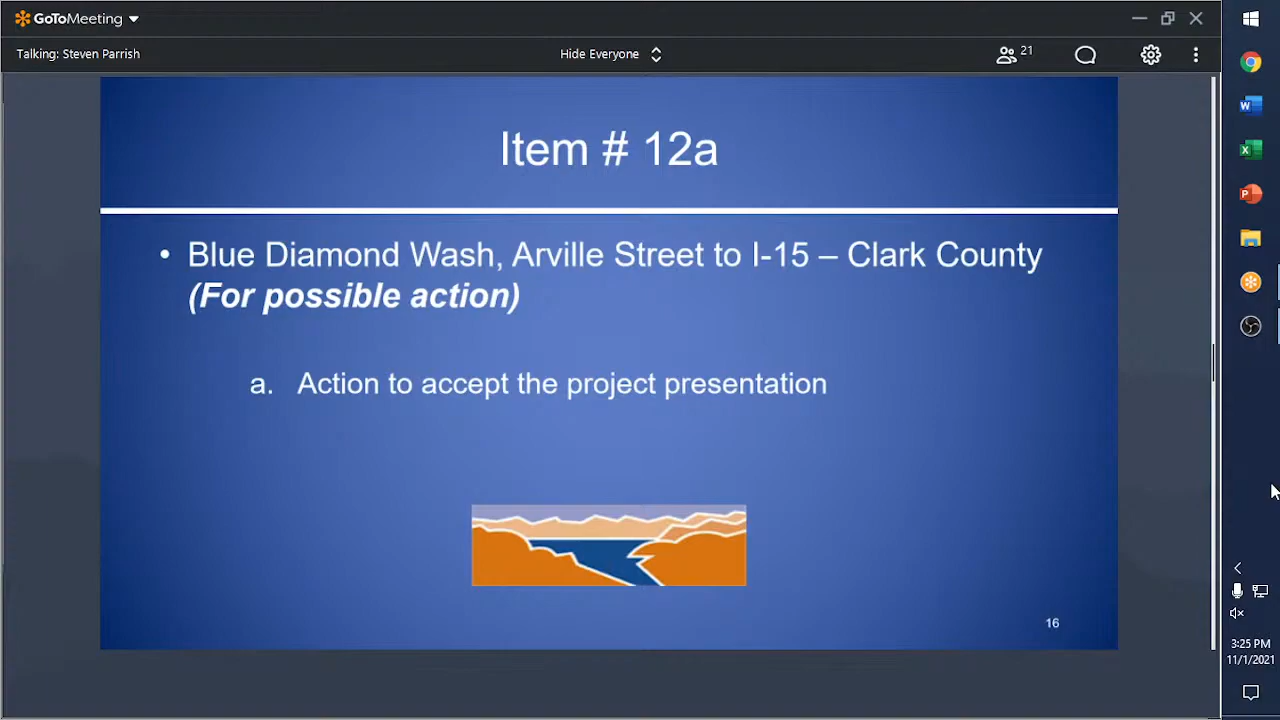 GoToMeeting
Talking: Steven Parrish
Hide Everyone
21
Item # 12a
• Blue Diamond Wash, Arville Street to I-15 – Clark County
(For possible action)
a. Action to accept the project presentation
16
3:25 PM
11/1/2021